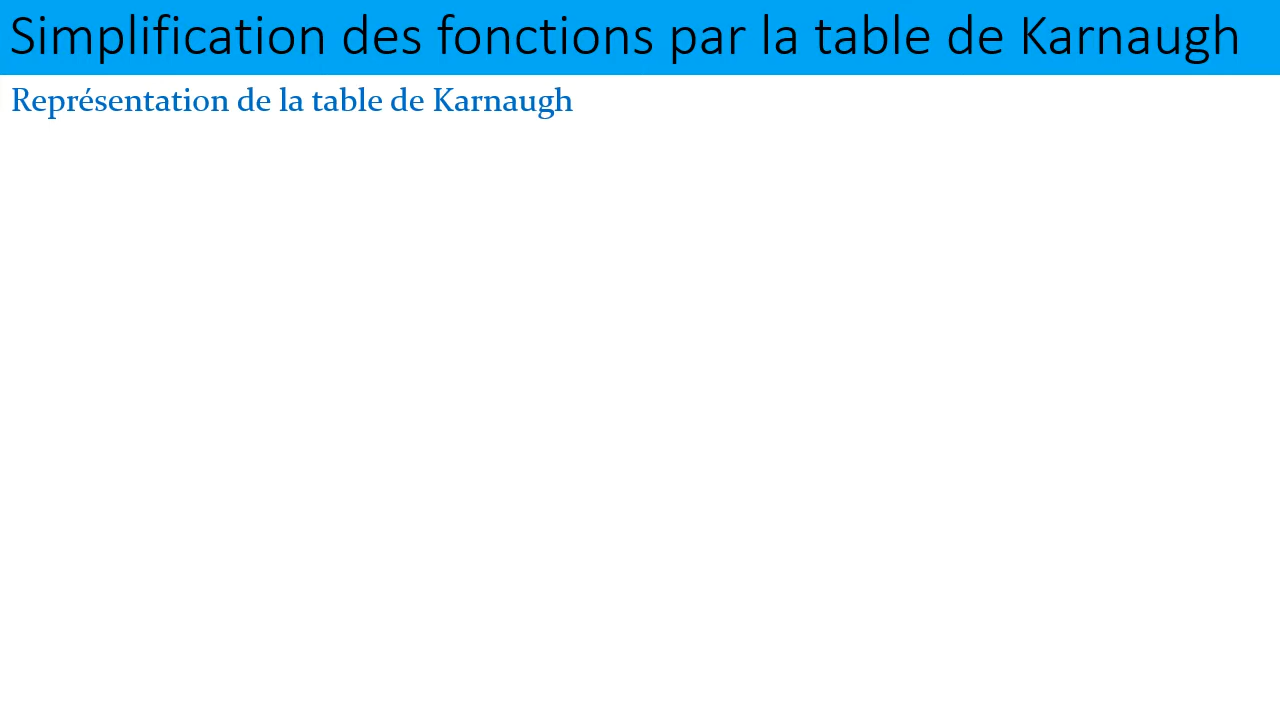 Simplification des fonctions par la table de Karnaugh
Représentation de la table de Karnaugh